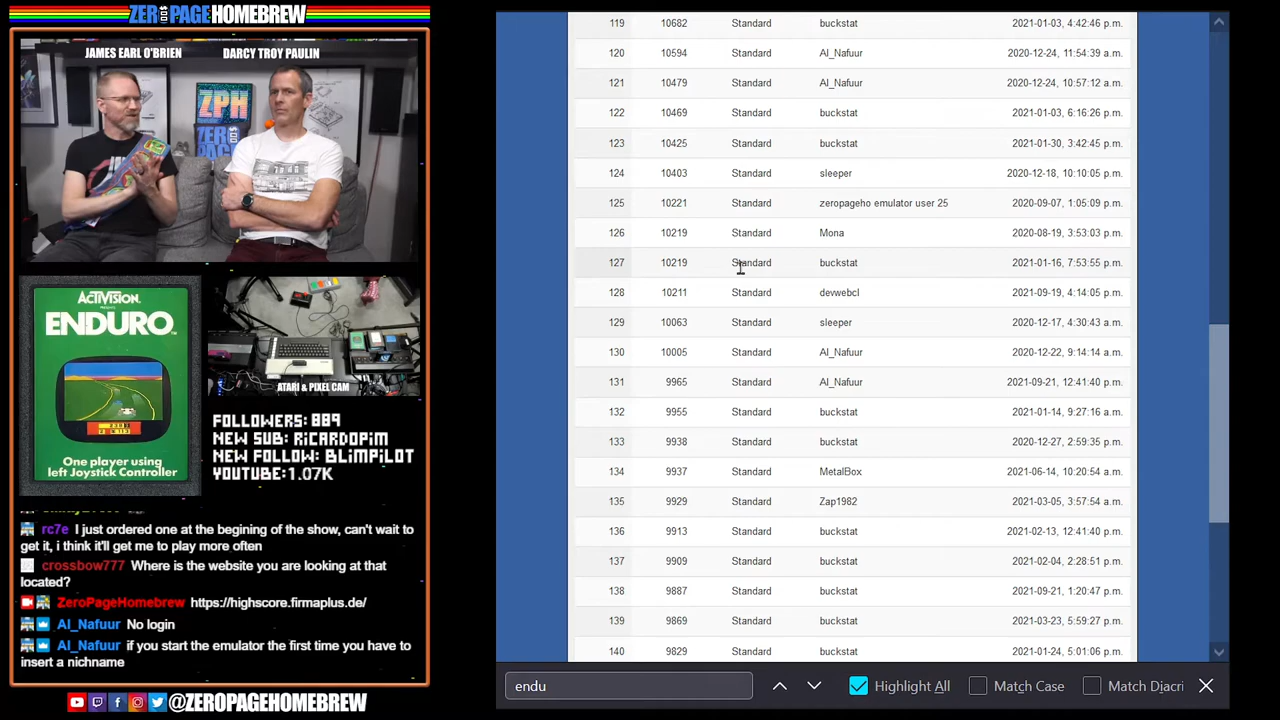 ZERO PAGE HOMEBREW
JAMES EARL O'BRIEN
DARCY TROY PAULIN
ZPH
ACTIVISION
ENDURO™
One player using
left Joystick Controller
ATARI & PIXEL CAM
FOLLOWERS: 889
NEW SUB: RICARDOPIM
NEW FOLLOW: BLIMPILOT
YOUTUBE: 1.07K
rc7e I just ordered one at the begining of the show, can't wait to
get it, i think it'll get me to play more often
crossbow777 Where is the website you are looking at that
located?
ZeroPageHomebrew https://highscore.firmaplus.de/
Al_Nafuur No login
Al_Nafuur if you start the emulator the first time you have to
insert a nichname
@ZEROPAGEHOMEBREW
119 10682 Standard buckstat 2021-01-03, 4:42:46 p.m.
120 10594 Standard Al_Nafuur 2020-12-24, 11:54:39 a.m.
121 10479 Standard Al_Nafuur 2020-12-24, 10:57:12 a.m.
122 10469 Standard buckstat 2021-01-03, 6:16:26 p.m.
123 10425 Standard buckstat 2021-01-30, 3:42:45 p.m.
124 10403 Standard sleeper 2020-12-18, 10:10:05 p.m.
125 10221 Standard zeropageho emulator user 25 2020-09-07, 1:05:09 p.m.
126 10219 Standard Mona 2020-08-19, 3:53:03 p.m.
127 10219 Standard buckstat 2021-01-16, 7:53:55 p.m.
128 10211 Standard dewwebcl 2021-09-19, 4:14:05 p.m.
129 10063 Standard sleeper 2020-12-17, 4:30:43 a.m.
130 10005 Standard Al_Nafuur 2020-12-22, 9:14:14 a.m.
131 9965 Standard Al_Nafuur 2021-09-21, 12:41:40 p.m.
132 9955 Standard buckstat 2021-01-14, 9:27:16 a.m.
133 9938 Standard buckstat 2020-12-27, 2:59:35 p.m.
134 9937 Standard MetalBox 2021-06-14, 10:20:54 a.m.
135 9929 Standard Zap1982 2021-03-05, 3:57:54 a.m.
136 9913 Standard buckstat 2021-02-13, 12:41:40 p.m.
137 9909 Standard buckstat 2021-02-04, 2:28:51 p.m.
138 9887 Standard buckstat 2021-09-21, 1:20:47 p.m.
139 9869 Standard buckstat 2021-03-23, 5:59:27 p.m.
140 9829 Standard buckstat 2021-01-24, 5:01:06 p.m.
endu
Highlight All
Match Case
Match Diacri